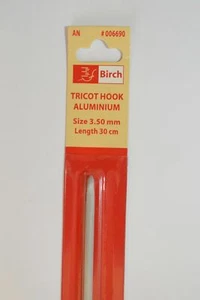 AN # 006690
Birch
TRICOT HOOK
ALUMINIUM
Size 3.50 mm
Length 30 cm